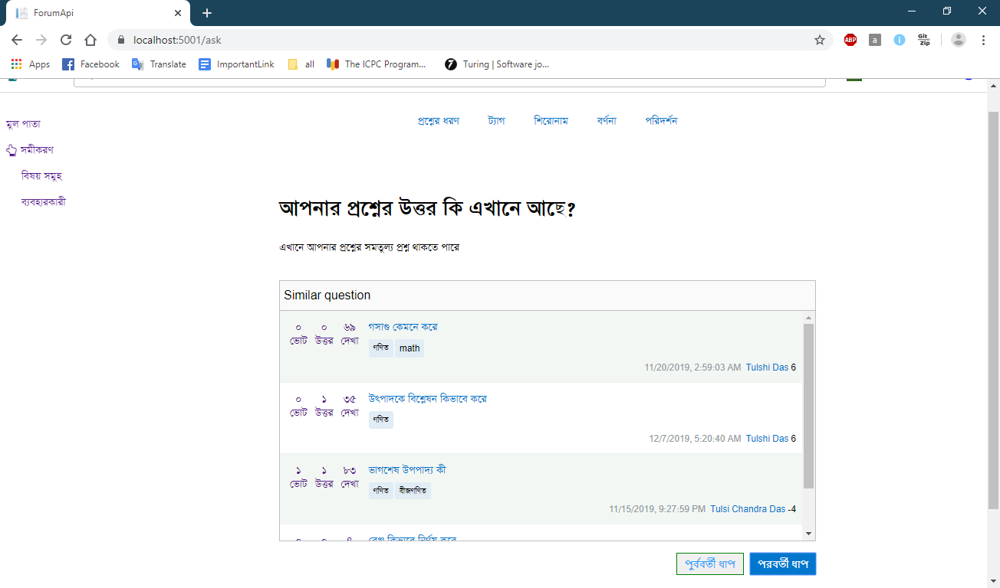 ForumApi
localhost:5001/ask
ABP a i Git Zip
Apps Facebook Translate ImportantLink all The ICPC Program... Turing | Software jo...
মুল পাতা
সমীকরণ
বিষয় সমুহ
ব্যবহারকারী
প্রশ্নের ধরণ ট্যাগ শিরোনাম বর্ণনা পরিদর্শন
আপনার প্রশ্নের উত্তর কি এখানে আছে?
এখানে আপনার প্রশ্নের সমতুল্য প্রশ্ন থাকতে পারে
Similar question
০ ০ ৬৯ গসাগু কেমনে করে
ভোট উত্তর দেখা
গণিত math
11/20/2019, 2:59:03 AM Tulshi Das 6
০ ১ ৩৫ উৎপাদকে বিশ্লেষন কিভাবে করে
ভোট উত্তর দেখা
গণিত
12/7/2019, 5:20:40 AM Tulshi Das 6
১ ১ ৮৩ ভাগশেষ উপপাদ্য কী
ভোট উত্তর দেখা
গণিত বীজগণিত
11/15/2019, 9:27:59 PM Tulsi Chandra Das -4
কিভাবে নির্ণয় করে
পুর্ববর্তী ধাপ পরবর্তী ধাপ